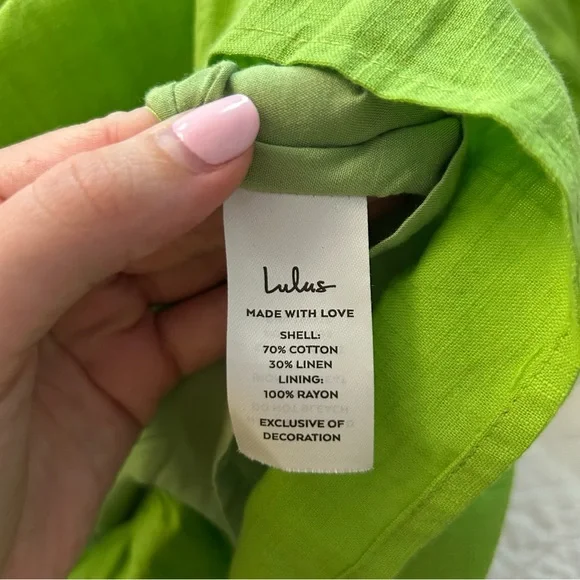 Lulus
MADE WITH LOVE
SHELL:
70% COTTON
30% LINEN
LINING:
100% RAYON
EXCLUSIVE OF
DECORATION